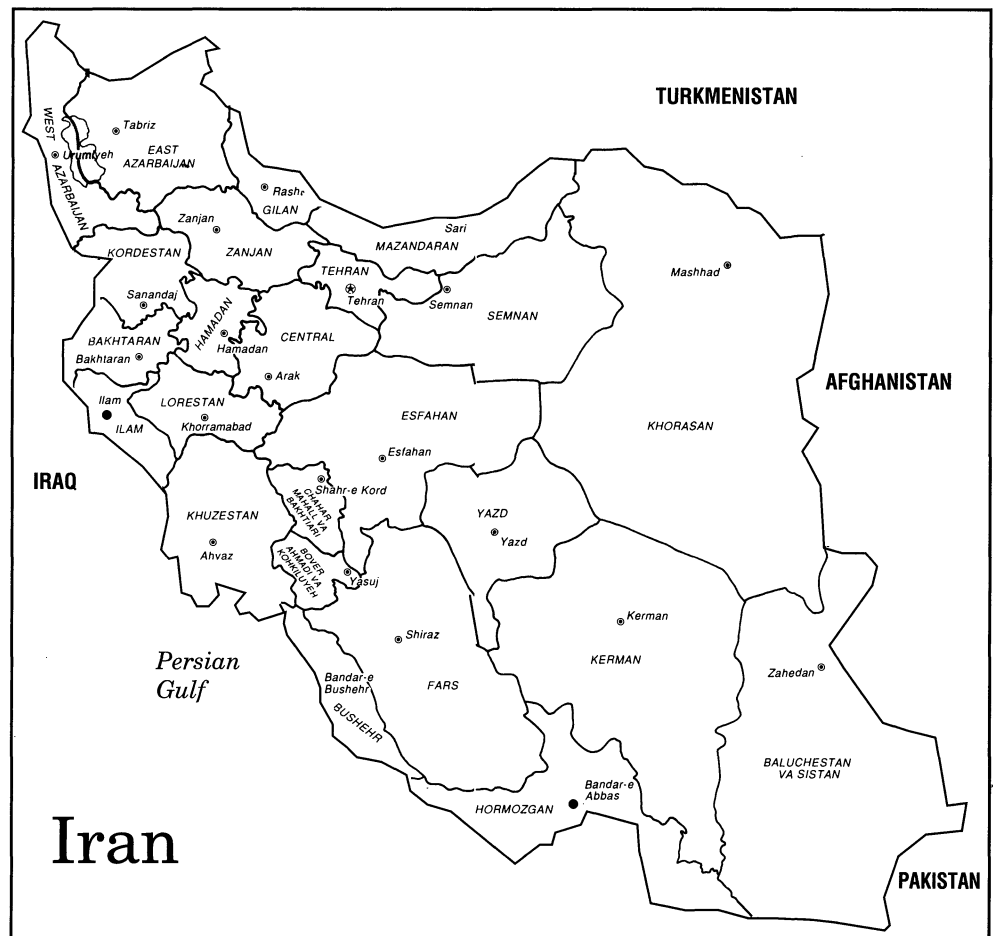 TURKMENISTAN
WEST
AZARBAIJAN
Tabriz
Urumiyeh
EAST
AZARBAIJAN
Rasht
GILAN
Zanjan
ZANJAN
Sari
MAZANDARAN
KORDESTAN
TEHRAN
Tehran
Mashhad
Sanandaj
HAMADAN
Hamadan
Semnan
SEMNAN
CENTRAL
BAKHTARAN
Bakhtaran
Arak
AFGHANISTAN
Ilam
ILAM
LORESTAN
Khorramabad
ESFAHAN
Esfahan
KHORASAN
IRAQ
Shahr-e Kord
CHAHAR
MAHALL VA
BAKHTIARI
KHUZESTAN
Ahvaz
YAZD
Yazd
BOVER
AHMADI VA
KOHKILUYEH
Yasuj
Shiraz
Kerman
KERMAN
Persian
Gulf
Bandar-e
Bushehr
BUSHEHR
FARS
Zahedan
BALUCHESTAN
VA SISTAN
HORMOZGAN
Bandar-e
Abbas
Iran
PAKISTAN